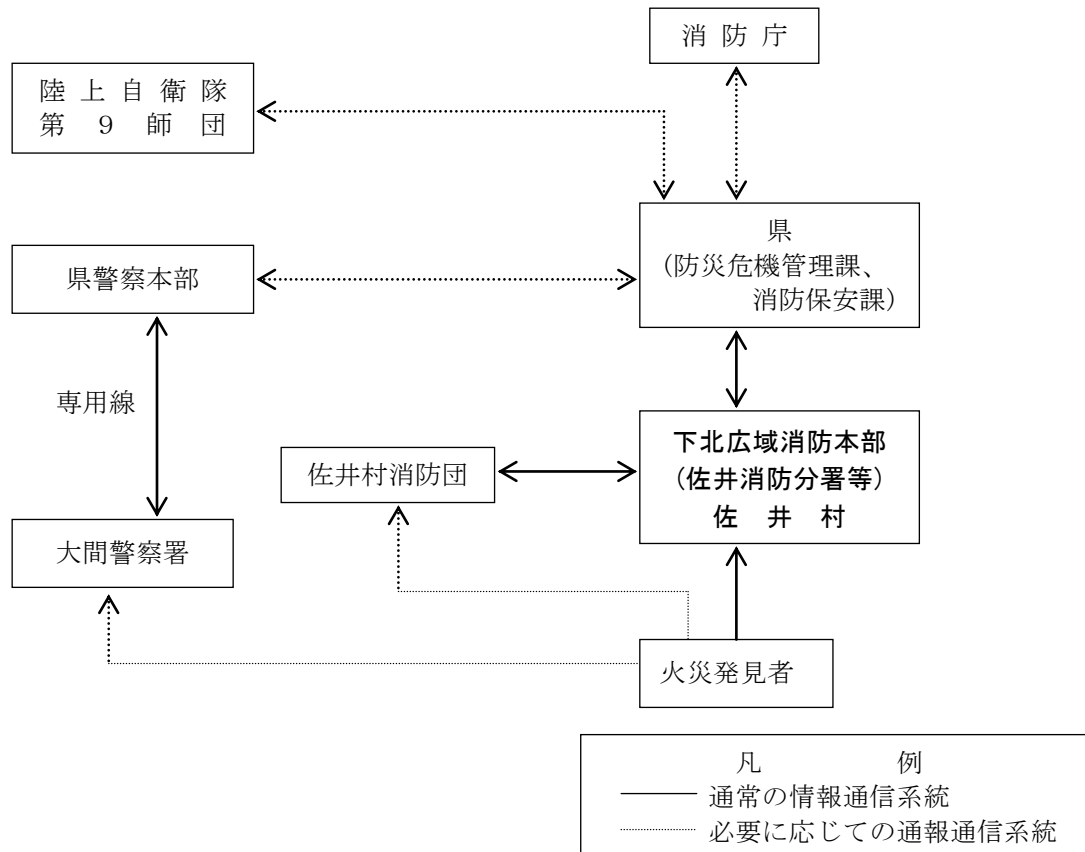 消防庁
陸上自衛隊
第9師団
県
(防災危機管理課、
消防保安課)
県警察本部
専用線
下北広域消防本部
(佐井消防分署等)
佐井村
佐井村消防団
大間警察署
火災発見者
凡例
通常の情報通信系統
必要に応じての通報通信系統